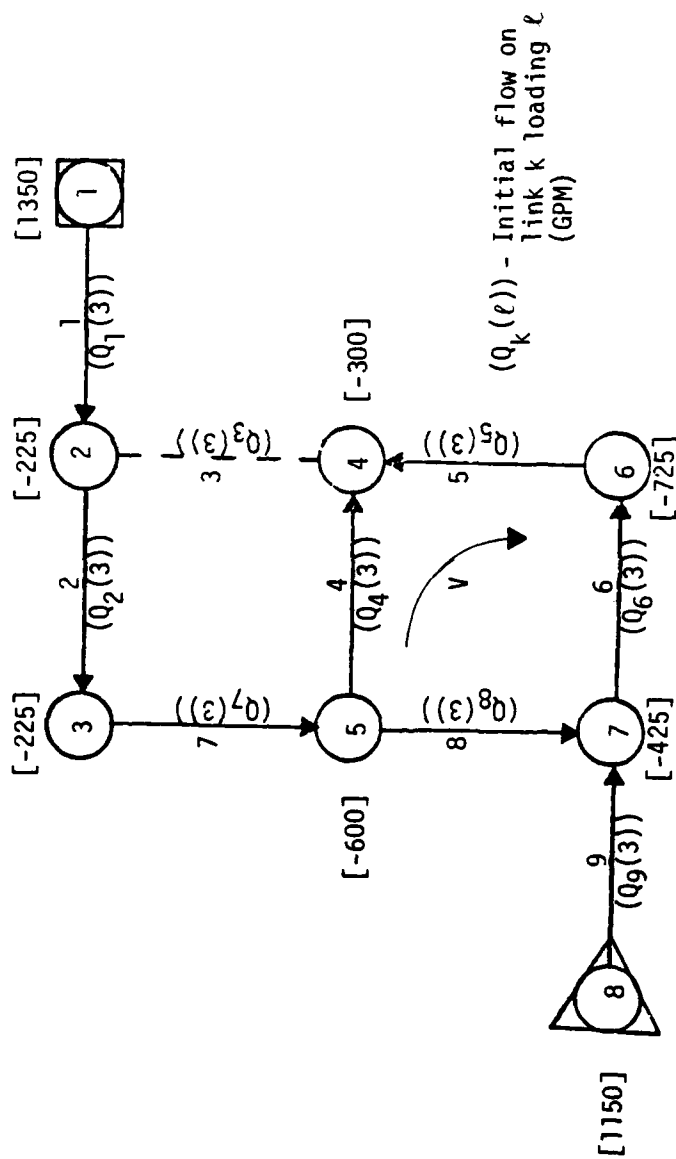 [1350]
1
1
(Q1(3))
[-225]
2
2
(Q2(3))
[-225]
3
3
(Q3(3))
[-300]
4
4
(Q4(3))
7
(Q7(3))
5
[-600]
V
5
(Q5(3))
8
(Q8(3))
6
[-725]
6
(Q6(3))
7
[-425]
9
(Q9(3))
8
[1150]
(Qk(ℓ)) - Initial flow on
link k loading ℓ
(GPM)